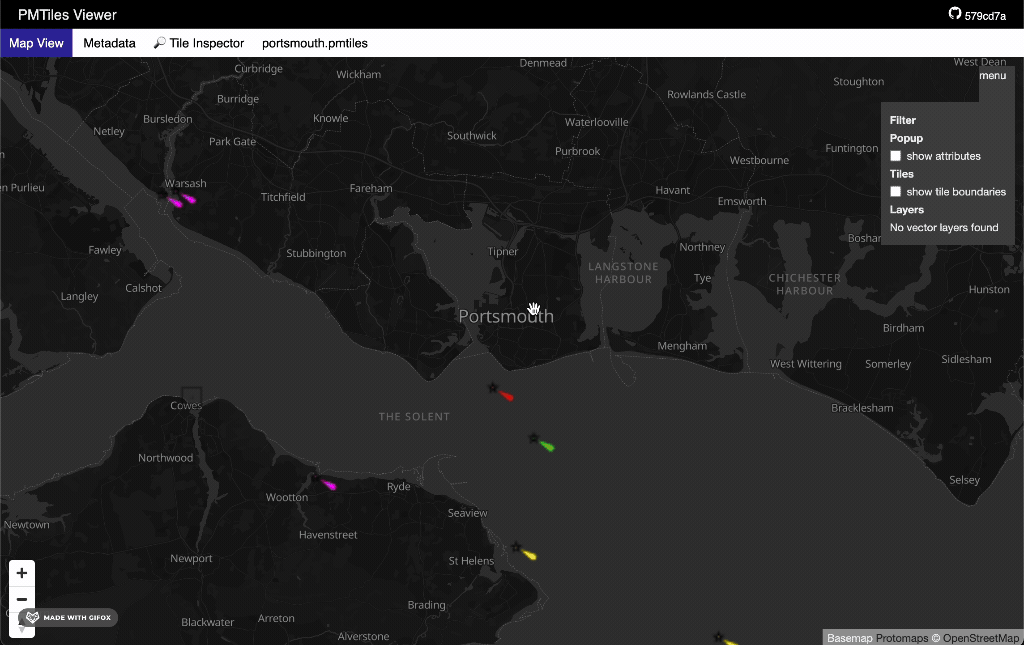 PMTiles Viewer
579cd7a
Map View
Metadata
🔎 Tile Inspector
portsmouth.pmtiles
Denmead
West Dean
Curbridge
Wickham
menu
Stoughton
Burridge
Rowlands Castle
Filter
Bursledon
Knowle
Waterlooville
Netley
Southwick
Popup
Park Gate
Purbrook
Funtington
show attributes
Westbourne
Tiles
Warsash
en Purlieu
Fareham
Havant
show tile boundaries
Titchfield
Emsworth
Layers
No vector layers found
Boshar
Fawley
Stubbington
Tipner
Northney
LANGSTONE
HARBOUR
Tye
CHICHESTER
HARBOUR
Calshot
Langley
Hunston
Portsmouth
Birdham
Mengham
West Wittering
Somerley
Sidlesham
Cowes
THE SOLENT
Bracklesham
Northwood
Selsey
Ryde
Wootton
Seaview
Newtown
Havenstreet
Newport
St Helens
+
−
Brading
MADE WITH GIFOX
Blackwater
Arreton
Alverstone
Basemap Protomaps © OpenStreetMap